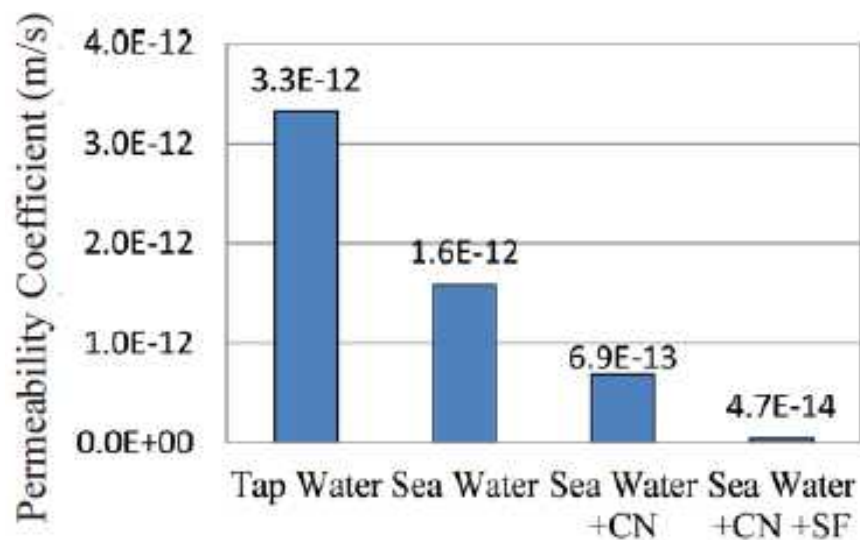 Permeability Coefficient (m/s)
4.0E-12
3.0E-12
2.0E-12
1.0E-12
0.0E+00
3.3E-12
1.6E-12
6.9E-13
4.7E-14
Tap Water
Sea Water
Sea Water
+CN
Sea Water
+CN +SF